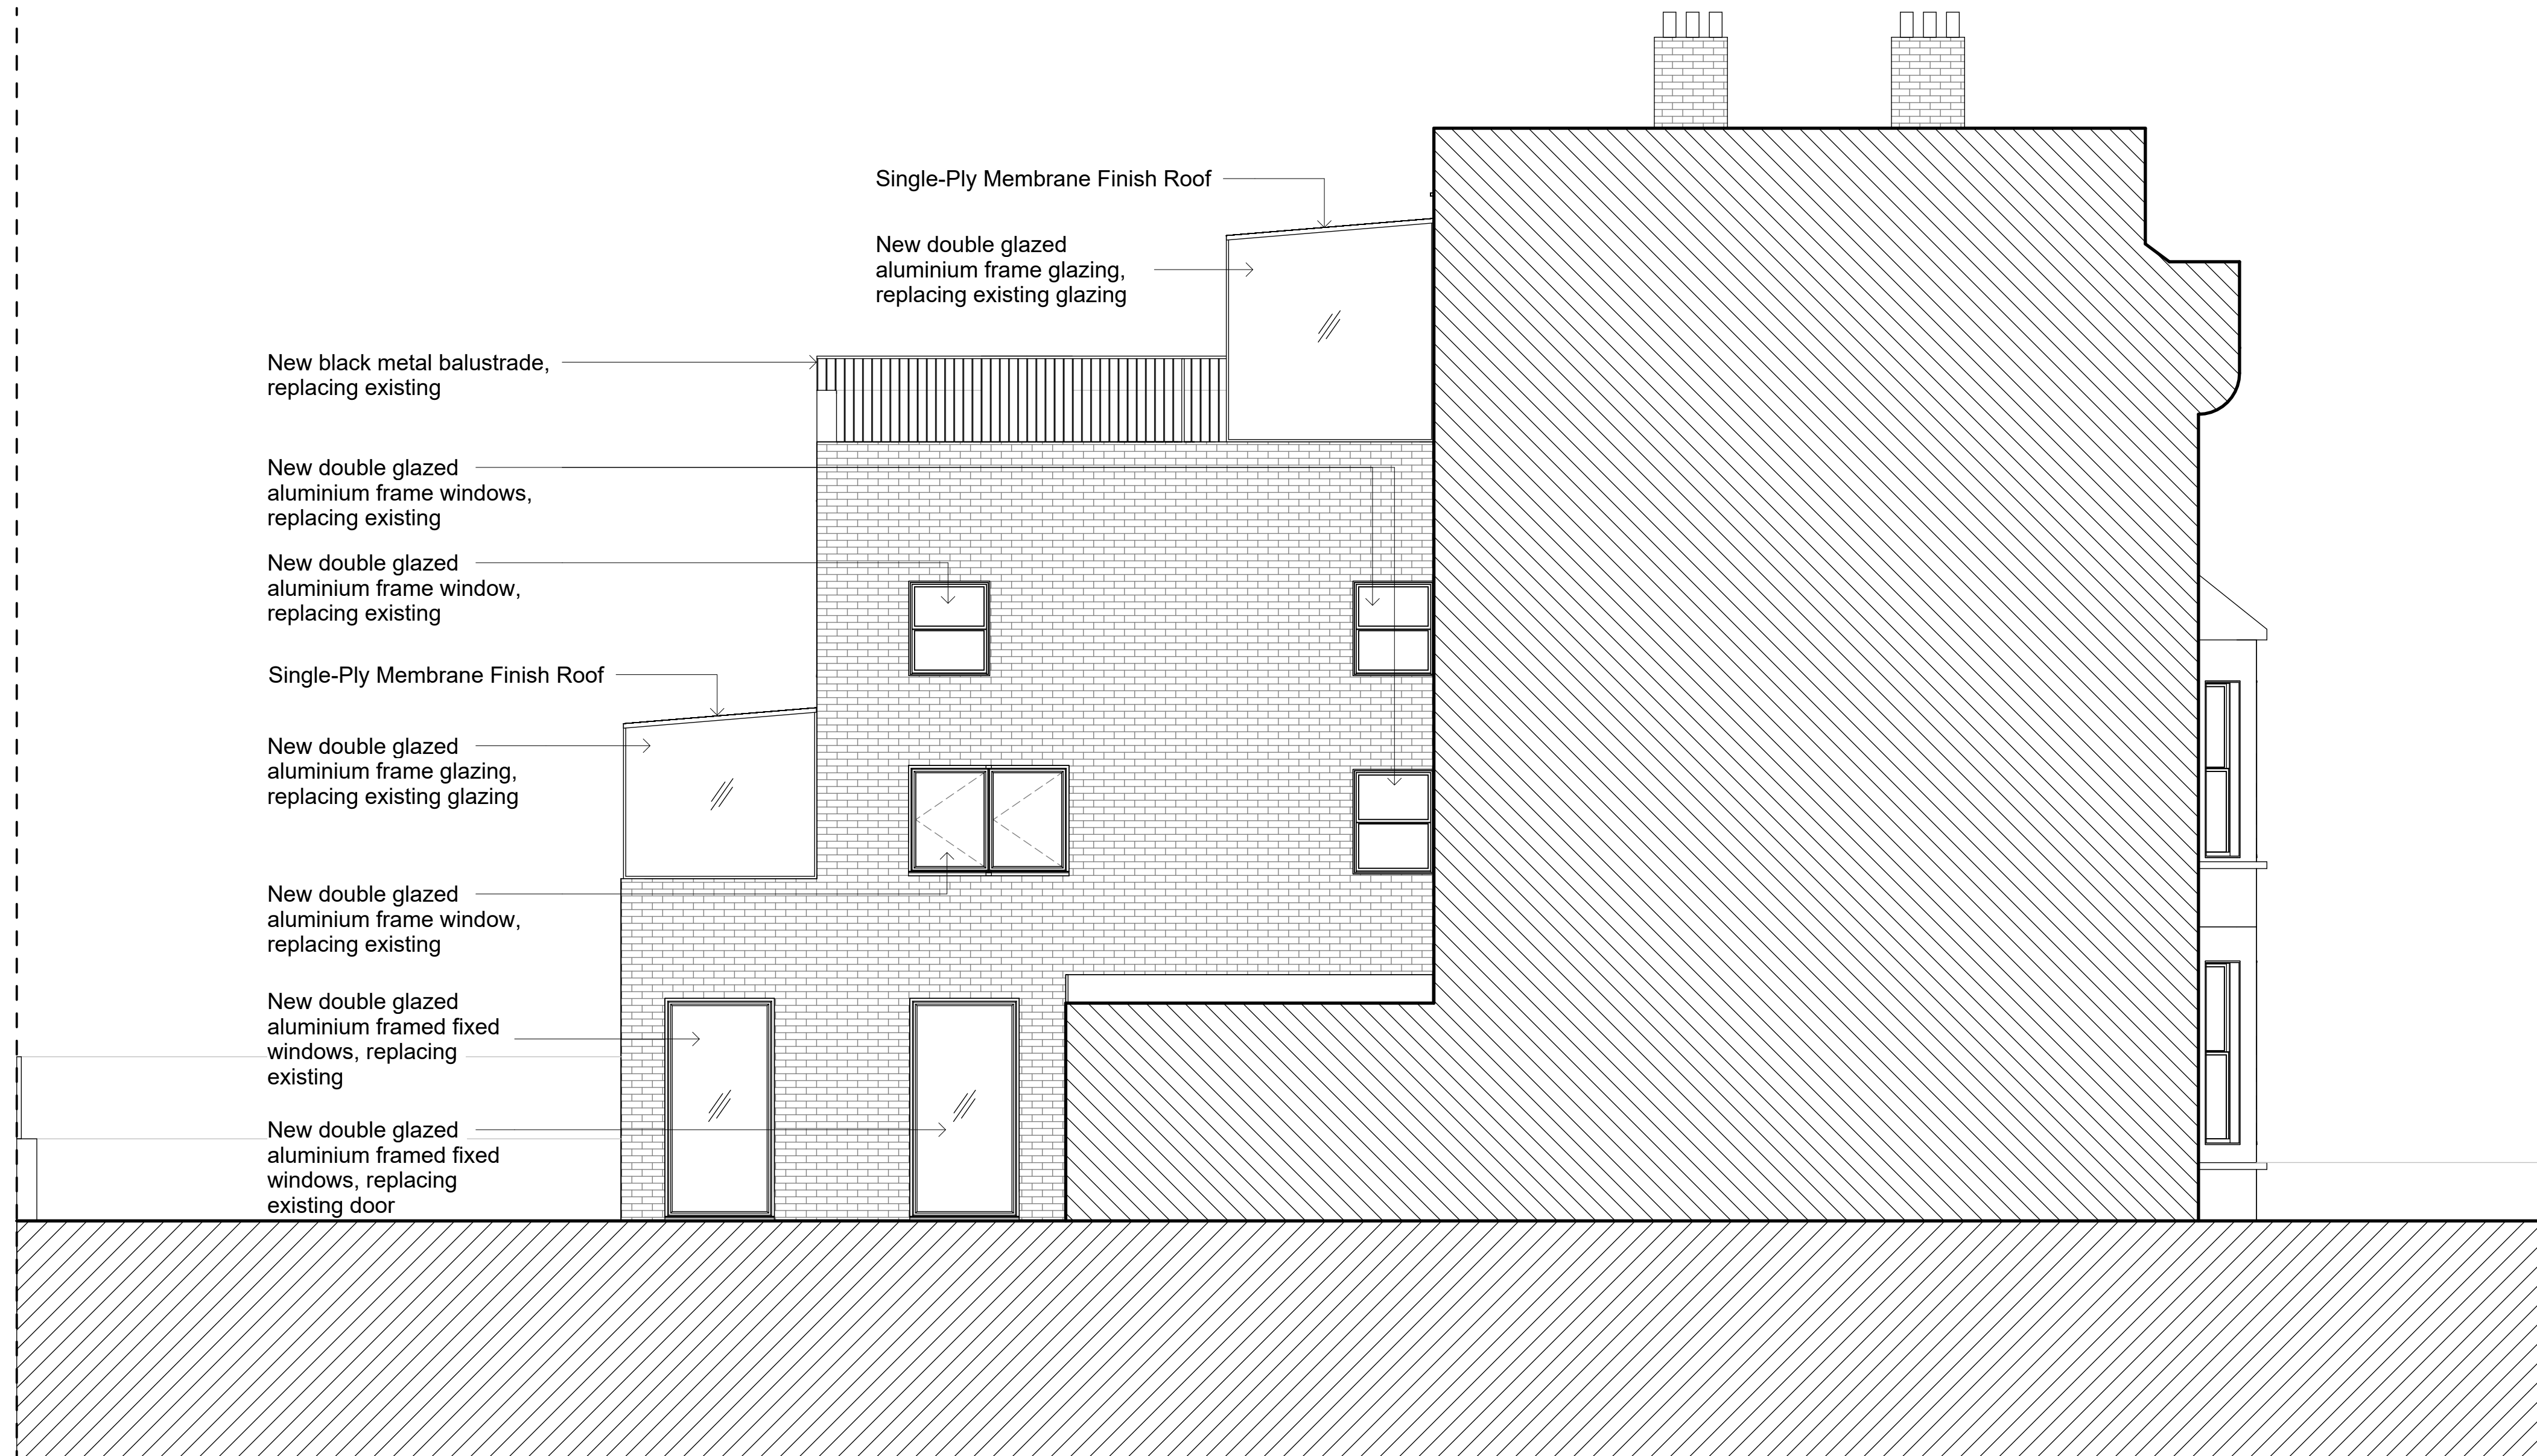 Single-Ply Membrane Finish Roof
New double glazed
aluminium frame glazing,
replacing existing glazing
New black metal balustrade,
replacing existing
New double glazed
aluminium frame windows,
replacing existing
New double glazed
aluminium frame window,
replacing existing
Single-Ply Membrane Finish Roof
New double glazed
aluminium frame glazing,
replacing existing glazing
New double glazed
aluminium frame window,
replacing existing
New double glazed
aluminium framed fixed
windows, replacing
existing
New double glazed
aluminium framed fixed
windows, replacing
existing door